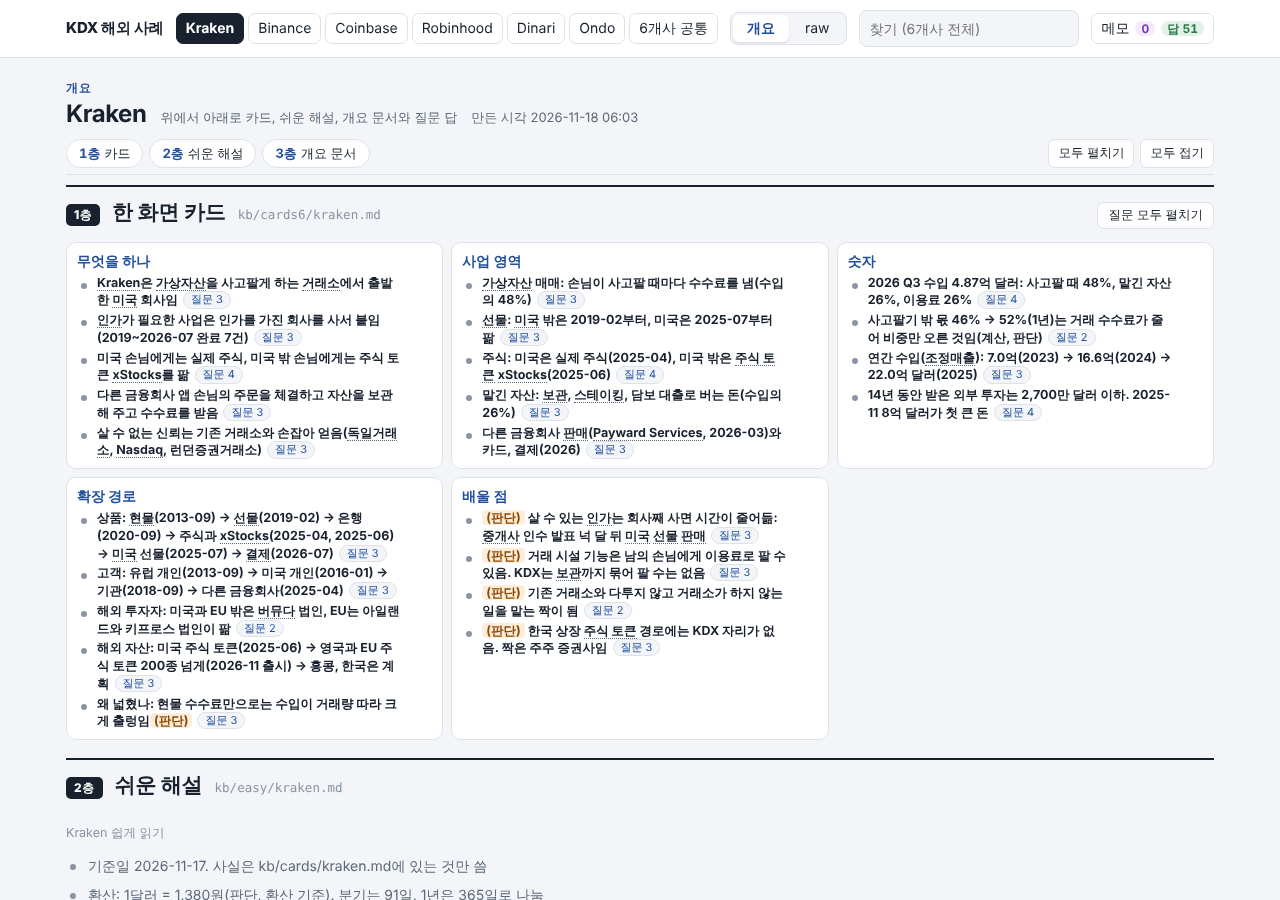 KDX 해외 사례 Kraken Binance Coinbase Robinhood Dinari Ondo 6개사 공통 개요 raw 찾기 (6개사 전체) 메모 0 답 51
개요
Kraken 위에서 아래로 카드, 쉬운 해설, 개요 문서와 질문 답 만든 시각 2026-11-18 06:03
1층 카드 2층 쉬운 해설 3층 개요 문서 모두 펼치기 모두 접기
1층 한 화면 카드 kb/cards6/kraken.md 질문 모두 펼치기
무엇을 하나
Kraken은 가상자산을 사고팔게 하는 거래소에서 출발
한 미국 회사임 질문 3
인가가 필요한 사업은 인가를 가진 회사를 사서 붙임
(2019~2026-07 완료 7건) 질문 3
미국 손님에게는 실제 주식, 미국 밖 손님에게는 주식 토
큰 xStocks를 팖 질문 4
다른 금융회사 앱 손님의 주문을 체결하고 자산을 보관
해 주고 수수료를 받음 질문 3
살 수 없는 신뢰는 기존 거래소와 손잡아 얻음(독일거래
소, Nasdaq, 런던증권거래소) 질문 3
사업 영역
가상자산 매매: 손님이 사고팔 때마다 수수료를 냄(수입
의 48%) 질문 3
선물: 미국 밖은 2019-02부터, 미국은 2025-07부터
팖 질문 3
주식: 미국은 실제 주식(2025-04), 미국 밖은 주식 토
큰 xStocks(2025-06) 질문 4
맡긴 자산: 보관, 스테이킹, 담보 대출로 버는 돈(수입의
26%) 질문 3
다른 금융회사 판매(Payward Services, 2026-03)와
카드, 결제(2026) 질문 3
숫자
2026 Q3 수입 4.87억 달러: 사고팔 때 48%, 맡긴 자산
26%, 이용료 26% 질문 4
사고팔기 밖 몫 46% → 52%(1년)는 거래 수수료가 줄
어 비중만 오른 것임(계산, 판단) 질문 2
연간 수입(조정매출): 7.0억(2023) → 16.6억(2024) →
22.0억 달러(2025) 질문 3
14년 동안 받은 외부 투자는 2,700만 달러 이하. 2025-
11 8억 달러가 첫 큰 돈 질문 4
확장 경로
상품: 현물(2013-09) → 선물(2019-02) → 은행
(2020-09) → 주식과 xStocks(2025-04, 2025-06)
→ 미국 선물(2025-07) → 결제(2026-07) 질문 3
고객: 유럽 개인(2013-09) → 미국 개인(2016-01) →
기관(2018-09) → 다른 금융회사(2025-04) 질문 3
해외 투자자: 미국과 EU 밖은 버뮤다 법인, EU는 아일랜
드와 키프로스 법인이 팖 질문 2
해외 자산: 미국 주식 토큰(2025-06) → 영국과 EU 주
식 토큰 200종 넘게(2026-11 출시) → 홍콩, 한국은 계
획 질문 3
왜 넓혔나: 현물 수수료만으로는 수입이 거래량 따라 크
게 출렁임 (판단) 질문 3
배울 점
(판단) 살 수 있는 인가는 회사째 사면 시간이 줄어듦:
중개사 인수 발표 넉 달 뒤 미국 선물 판매 질문 3
(판단) 거래 시설 기능은 남의 손님에게 이용료로 팔 수
있음. KDX는 보관까지 묶어 팔 수는 없음 질문 3
(판단) 기존 거래소와 다투지 않고 거래소가 하지 않는
일을 맡는 짝이 됨 질문 2
(판단) 한국 상장 주식 토큰 경로에는 KDX 자리가 없
음. 짝은 주주 증권사임 질문 3
2층 쉬운 해설 kb/easy/kraken.md
Kraken 쉽게 읽기
기준일 2026-11-17. 사실은 kb/cards/kraken.md에 있는 것만 씀
환산: 1달러 = 1,380원(판단, 환산 기준). 분기는 91일, 1년은 365일로 나눔